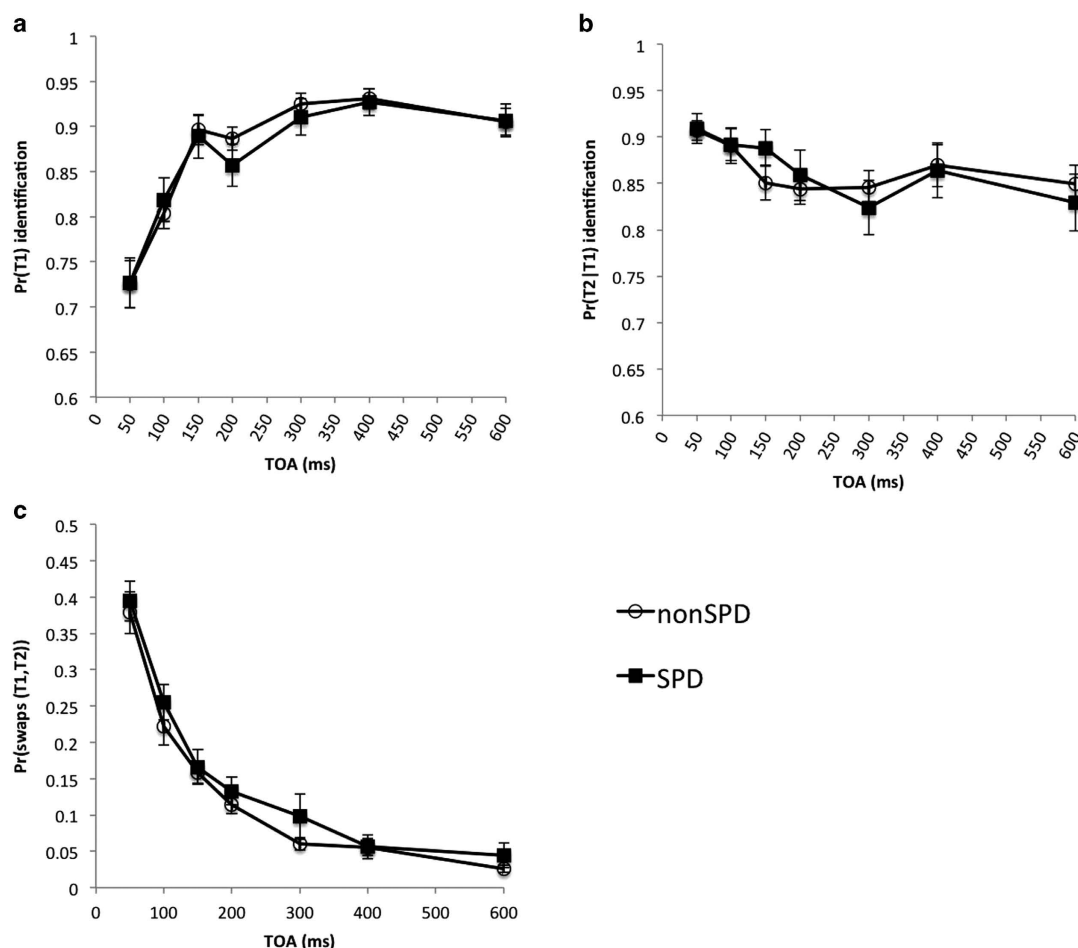 a
1
0.95
0.9
0.85
0.8
0.75
0.7
0.65
0.6
Pr(T1) identification
0 50 100 150 200 250 300 350 400 450 500 550 600
TOA (ms)
b
1
0.95
0.9
0.85
0.8
0.75
0.7
0.65
0.6
Pr(T2|T1) identification
0 50 100 150 200 250 300 350 400 450 500 550 600
TOA (ms)
c
0.5
0.45
0.4
0.35
0.3
0.25
0.2
0.15
0.1
0.05
0
Pr(swaps (T1,T2))
0 100 200 300 400 500 600
TOA (ms)
nonSPD
SPD